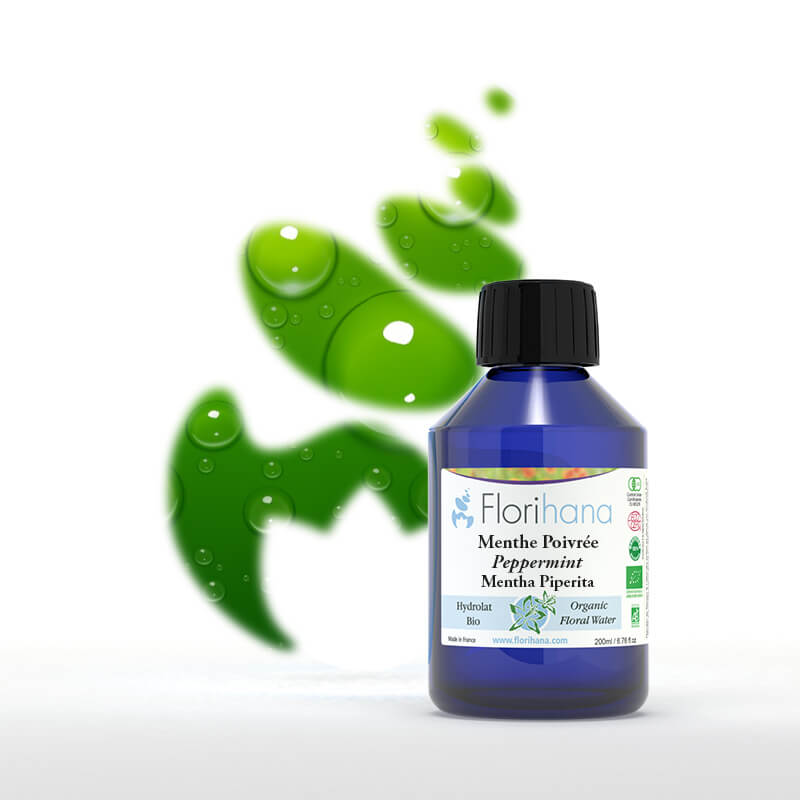 Florihana
Menthe Poivrée
Peppermint
Mentha Piperita
Hydrolat
Bio
Organic
Floral Water
Made in France
www.florihana.com
200ml / 6.76 fl oz